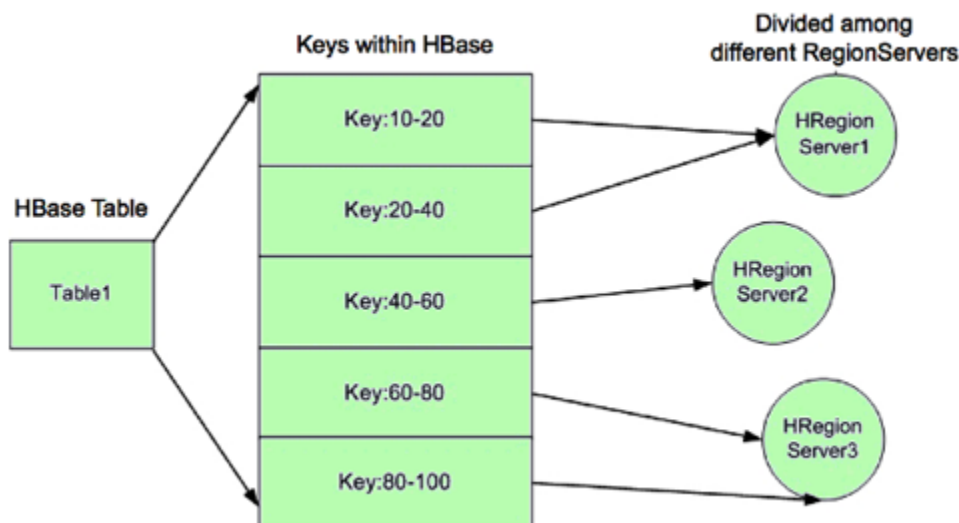 Keys within HBase
Divided among
different RegionServers
HBase Table
Table1
Key:10-20
Key:20-40
Key:40-60
Key:60-80
Key:80-100
HRegion
Server1
HRegion
Server2
HRegion
Server3